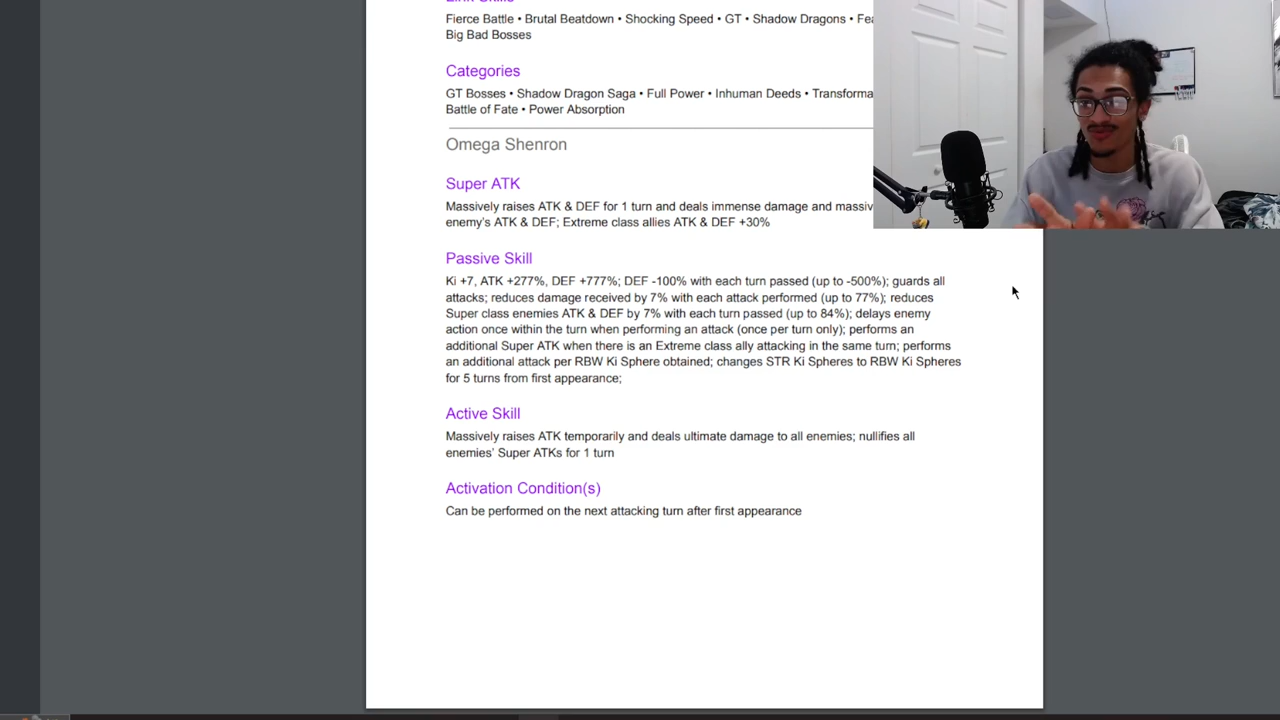 Fierce Battle • Brutal Beatdown • Shocking Speed • GT • Shadow Dragons •
Big Bad Bosses
Categories
GT Bosses • Shadow Dragon Saga • Full Power • Inhuman Deeds •
Battle of Fate • Power Absorption
Omega Shenron
Super ATK
Massively raises ATK & DEF for 1 turn and deals immense damage and
enemy's ATK & DEF; Extreme class allies ATK & DEF +30%
Passive Skill
Ki +7, ATK +277%, DEF +777%; DEF -100% with each turn passed (up to -500%); guards all
attacks; reduces damage received by 7% with each attack performed (up to 77%); reduces
Super class enemies ATK & DEF by 7% with each turn passed (up to 84%); delays enemy
action once within the turn when performing an attack (once per turn only); performs an
additional Super ATK when there is an Extreme class ally attacking in the same turn; performs
an additional attack per RBW Ki Sphere obtained; changes STR Ki Spheres to RBW Ki Spheres
for 5 turns from first appearance;
Active Skill
Massively raises ATK temporarily and deals ultimate damage to all enemies; nullifies all
enemies' Super ATKs for 1 turn
Activation Condition(s)
Can be performed on the next attacking turn after first appearance